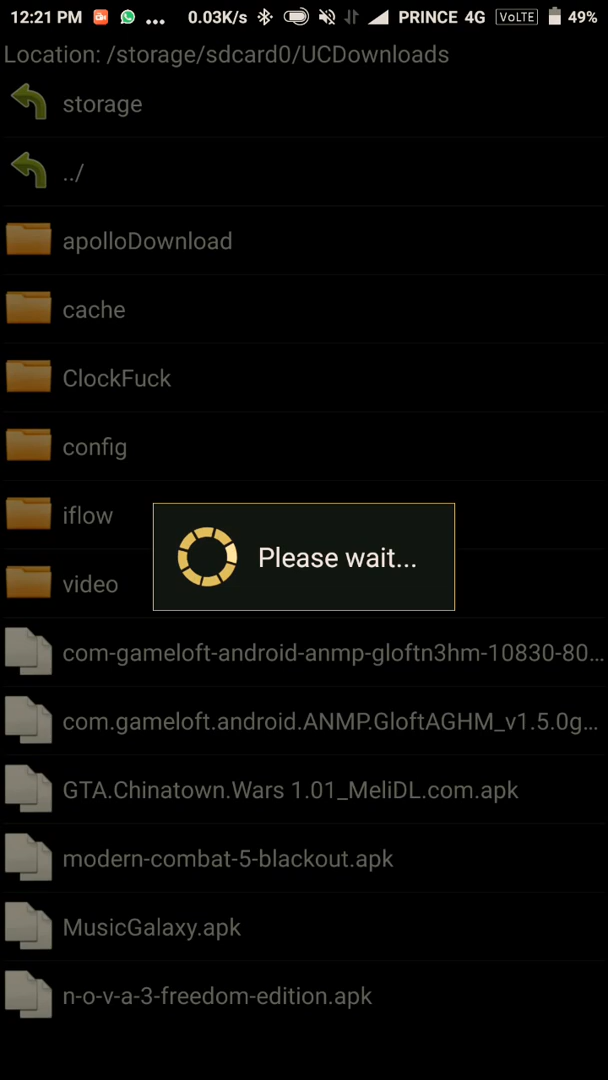 12:21 PM ... 0.03K/s PRINCE 4G VoLTE 49%
Location: /storage/sdcard0/UCDownloads
storage
../
apolloDownload
cache
ClockFuck
config
iflow
Please wait...
video
com-gameloft-android-anmp-gloftn3hm-10830-80...
com.gameloft.android.ANMP.GloftAGHM_v1.5.0g...
GTA.Chinatown.Wars 1.01_MeliDL.com.apk
modern-combat-5-blackout.apk
MusicGalaxy.apk
n-o-v-a-3-freedom-edition.apk